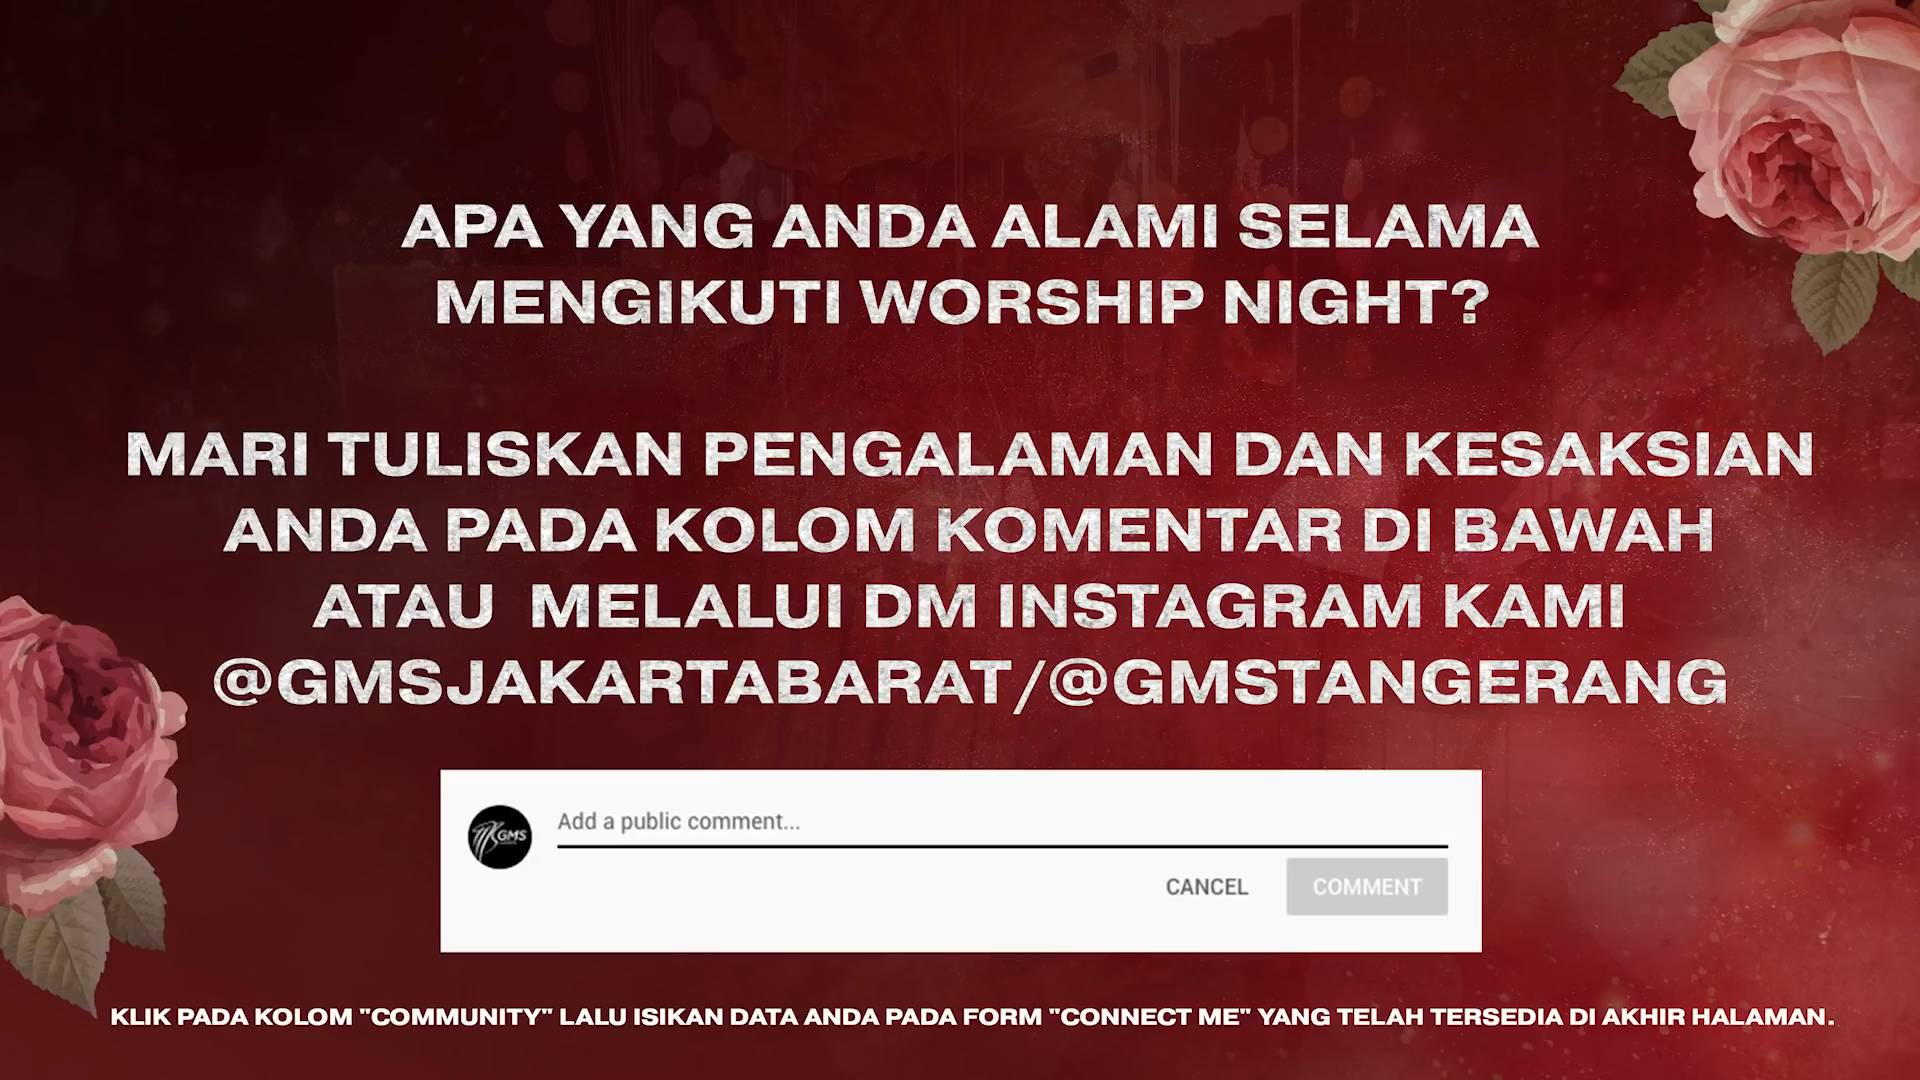 APA YANG ANDA ALAMI SELAMA
MENGIKUTI WORSHIP NIGHT?
MARI TULISKAN PENGALAMAN DAN KESAKSIAN
ANDA PADA KOLOM KOMENTAR DI BAWAH
ATAU MELALUI DM INSTAGRAM KAMI
@GMSJAKARTABARAT/@GMSTANGERANG
GMS
Add a public comment...
CANCEL COMMENT
KLIK PADA KOLOM "COMMUNITY" LALU ISIKAN DATA ANDA PADA FORM "CONNECT ME" YANG TELAH TERSEDIA DI AKHIR HALAMAN.